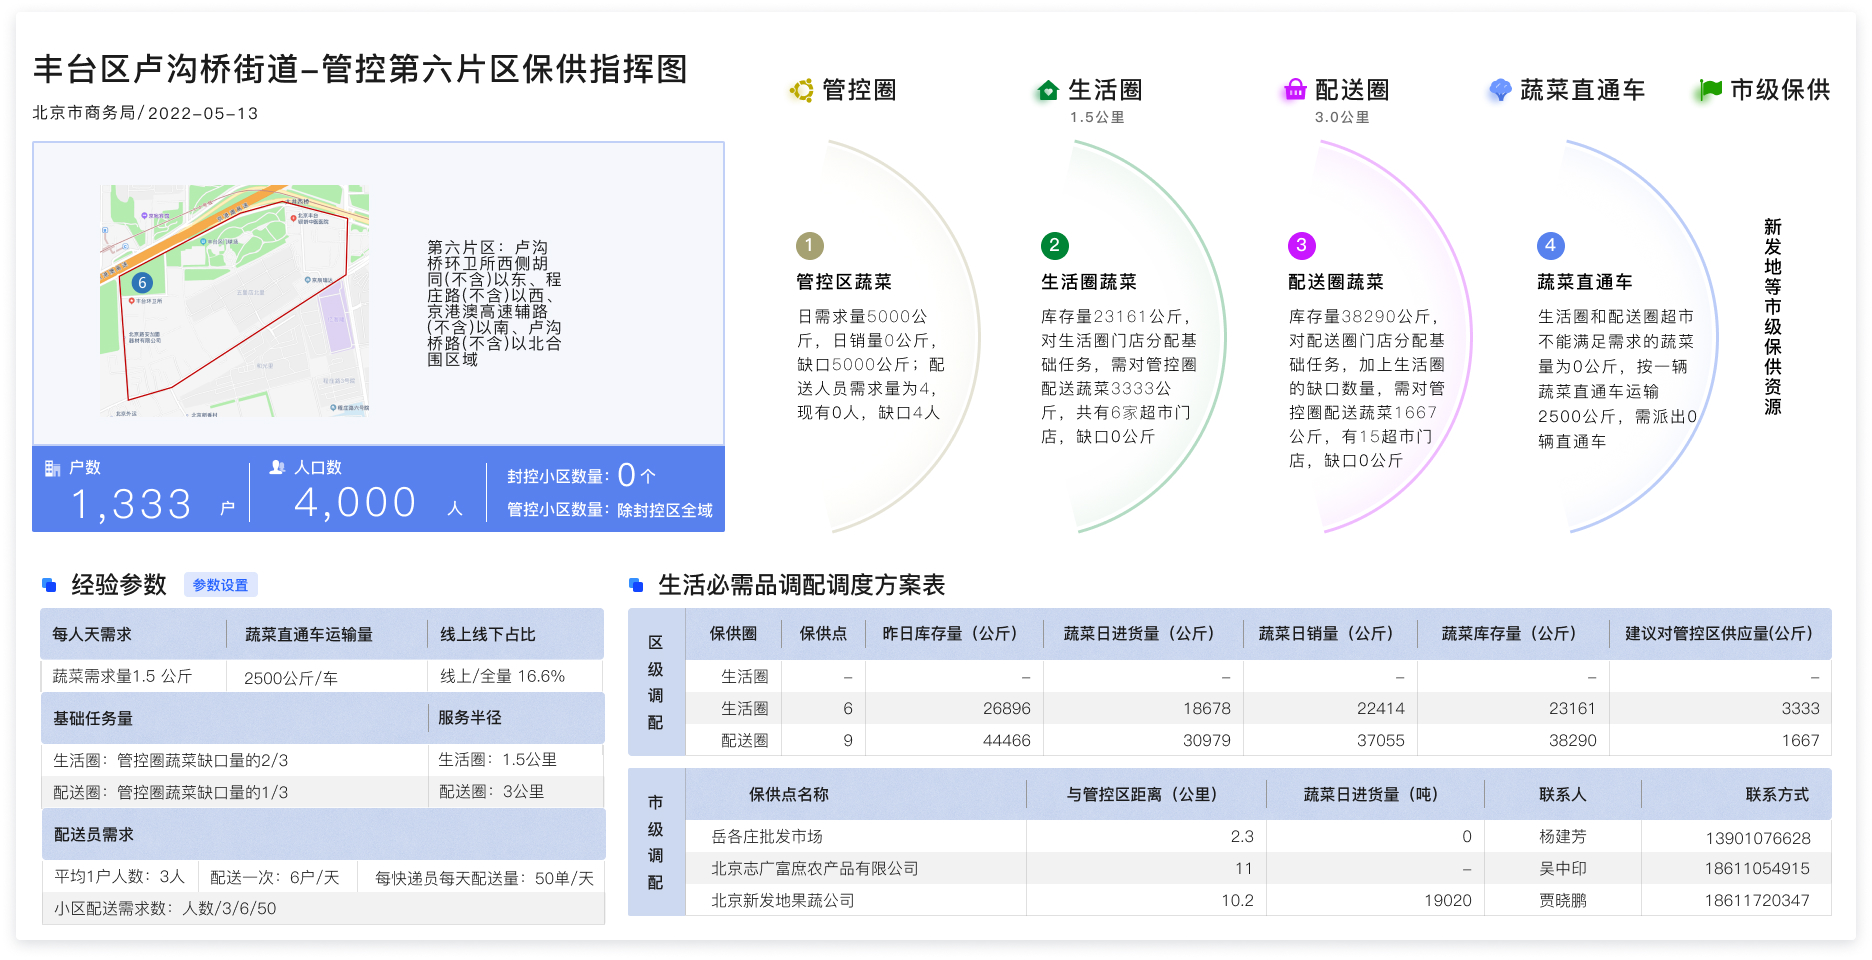 丰台区卢沟桥街道-管控第六片区保供指挥图
北京市商务局/2022-05-13
管控圈
生活圈
1.5公里
配送圈
3.0公里
蔬菜直通车
市级保供
6
第六片区：卢沟
桥环卫所西侧胡
同(不含)以东、程
庄路(不含)以西、
京港澳高速辅路
(不含)以南、卢沟
桥路(不含)以北合
围区域
户数
1,333 户
人口数
4,000 人
封控小区数量：0个
管控小区数量：除封控区全域
1
管控区蔬菜
日需求量5000公
斤，日销量0公斤，
缺口5000公斤；配
送人员需求量为4，
现有0人，缺口4人
2
生活圈蔬菜
库存量23161公斤，
对生活圈门店分配基
础任务，需对管控圈
配送蔬菜3333公
斤，共有6家超市门
店，缺口0公斤
3
配送圈蔬菜
库存量38290公斤，
对配送圈门店分配基
础任务，加上生活圈
的缺口数量，需对管
控圈配送蔬菜1667
公斤，有15超市门
店，缺口0公斤
4
蔬菜直通车
生活圈和配送圈超市
不能满足需求的蔬菜
量为0公斤，按一辆
蔬菜直通车运输
2500公斤，需派出0
辆直通车
新发地等市级保供资源
经验参数 参数设置
每人天需求 蔬菜直通车运输量 线上线下占比
蔬菜需求量1.5 公斤 2500公斤/车 线上/全量 16.6%
基础任务量 服务半径
生活圈：管控圈蔬菜缺口量的2/3 生活圈：1.5公里
配送圈：管控圈蔬菜缺口量的1/3 配送圈：3公里
配送员需求
平均1户人数：3人 配送一次：6户/天 每快递员每天配送量：50单/天
小区配送需求数：人数/3/6/50
生活必需品调配调度方案表
区级调配
保供圈 保供点 昨日库存量（公斤） 蔬菜日进货量（公斤） 蔬菜日销量（公斤） 蔬菜库存量（公斤） 建议对管控区供应量(公斤）
生活圈 – – – – – –
生活圈 6 26896 18678 22414 23161 3333
配送圈 9 44466 30979 37055 38290 1667
市级调配
保供点名称 与管控区距离（公里） 蔬菜日进货量（吨） 联系人 联系方式
岳各庄批发市场 2.3 0 杨建芳 13901076628
北京志广富庶农产品有限公司 11 – 吴中印 18611054915
北京新发地果蔬公司 10.2 19020 贾晓鹏 18611720347